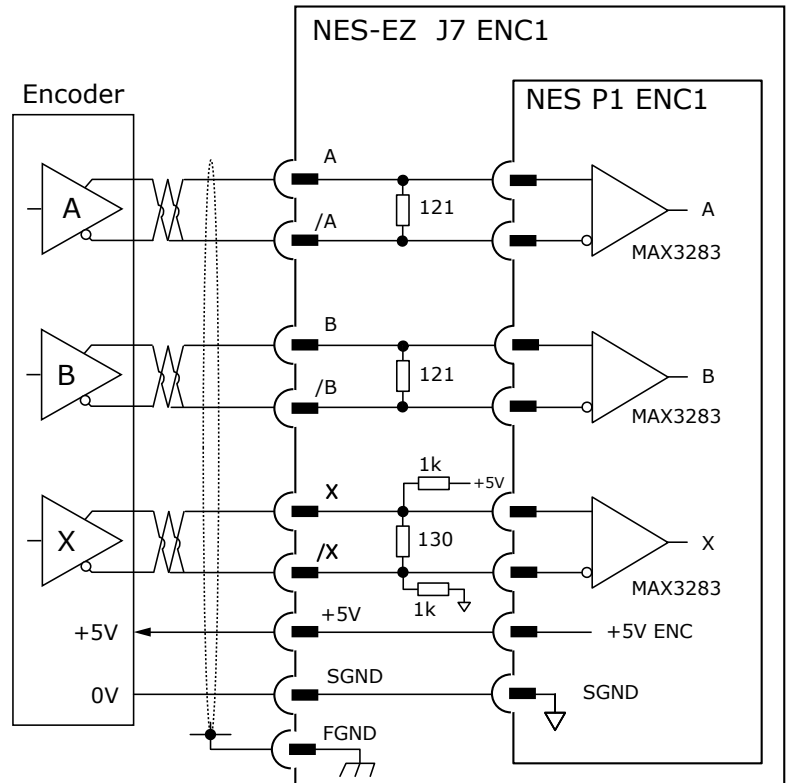 NES-EZ J7 ENC1
Encoder
NES P1 ENC1
A
A
/A
121
A
MAX3283
B
B
/B
121
B
MAX3283
X
X
/X
1k
+5V
130
1k
X
MAX3283
+5V
+5V
+5V ENC
0V
SGND
SGND
FGND